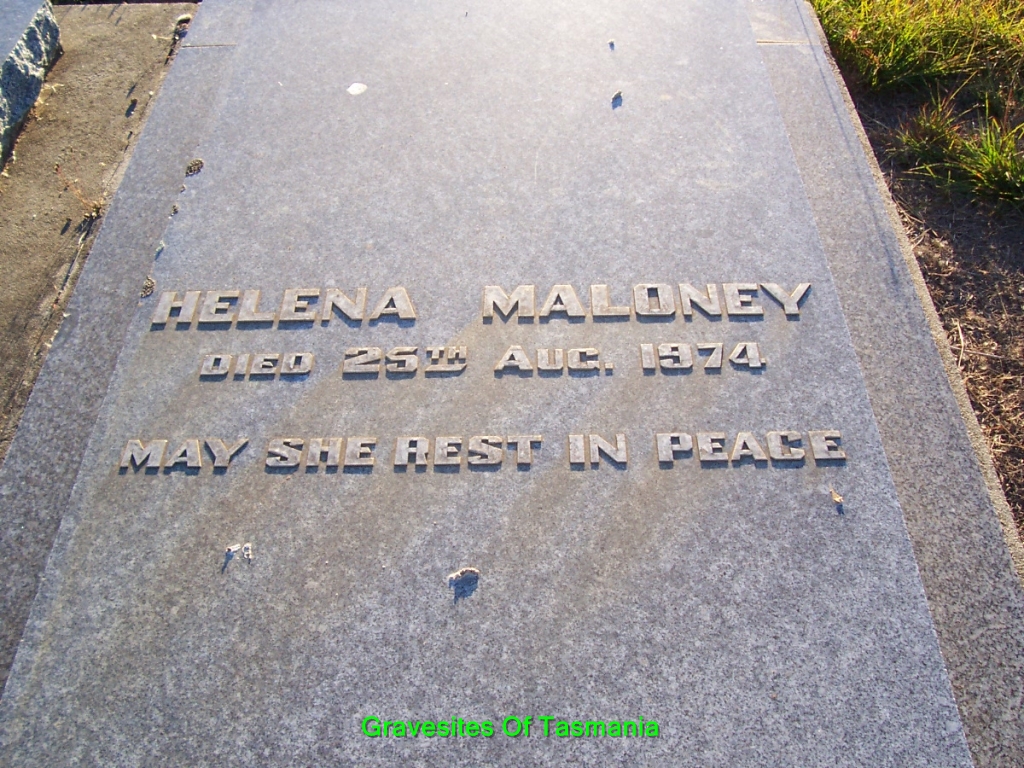 HELENA MALONEY
DIED 25TH AUG. 1974
MAY SHE REST IN PEACE
Gravesites Of Tasmania